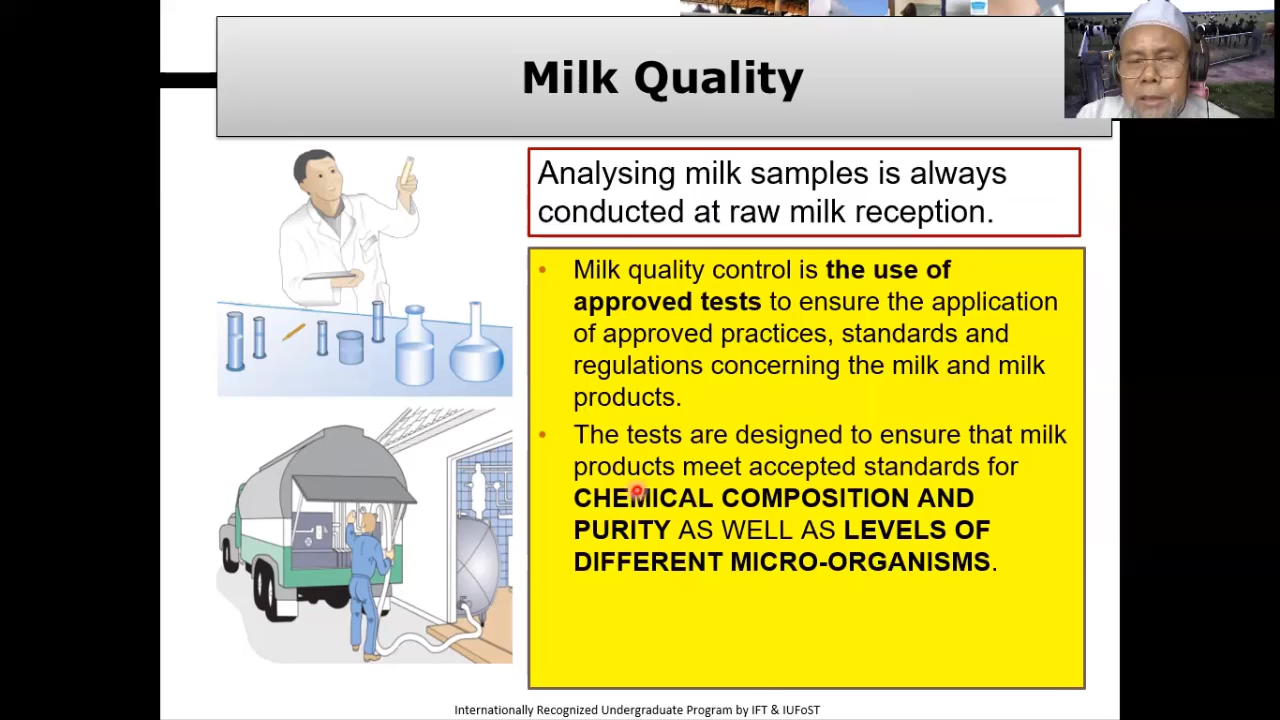 Milk Quality
Analysing milk samples is always
conducted at raw milk reception.
• Milk quality control is the use of
approved tests to ensure the application
of approved practices, standards and
regulations concerning the milk and milk
products.
• The tests are designed to ensure that milk
products meet accepted standards for
CHEMICAL COMPOSITION AND
PURITY AS WELL AS LEVELS OF
DIFFERENT MICRO-ORGANISMS.
Internationally Recognized Undergraduate Program by IFT & IUFoST